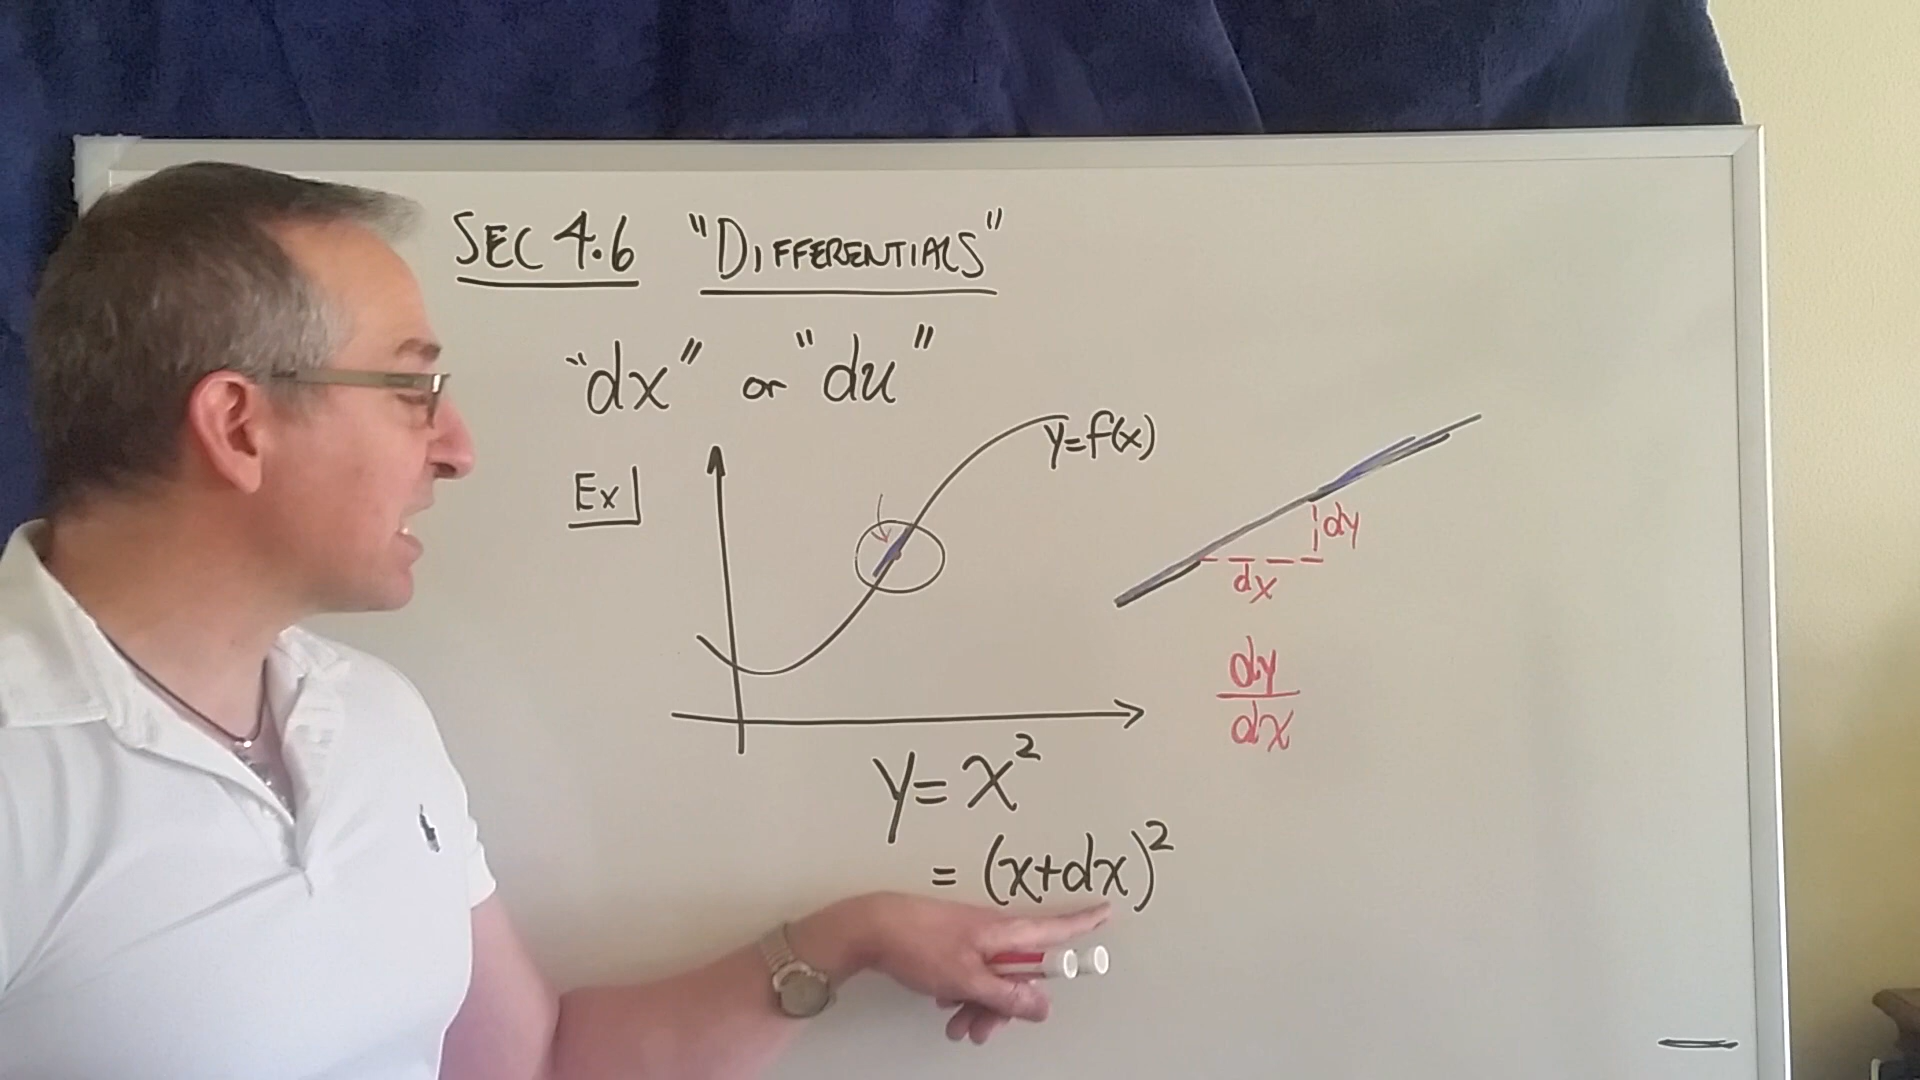 SEC 4.6 "DIFFERENTIALS"
"dx" or "du"
Ex
y=f(x)
dy
dx
dy
dx
y=x²
=(x+dx)²